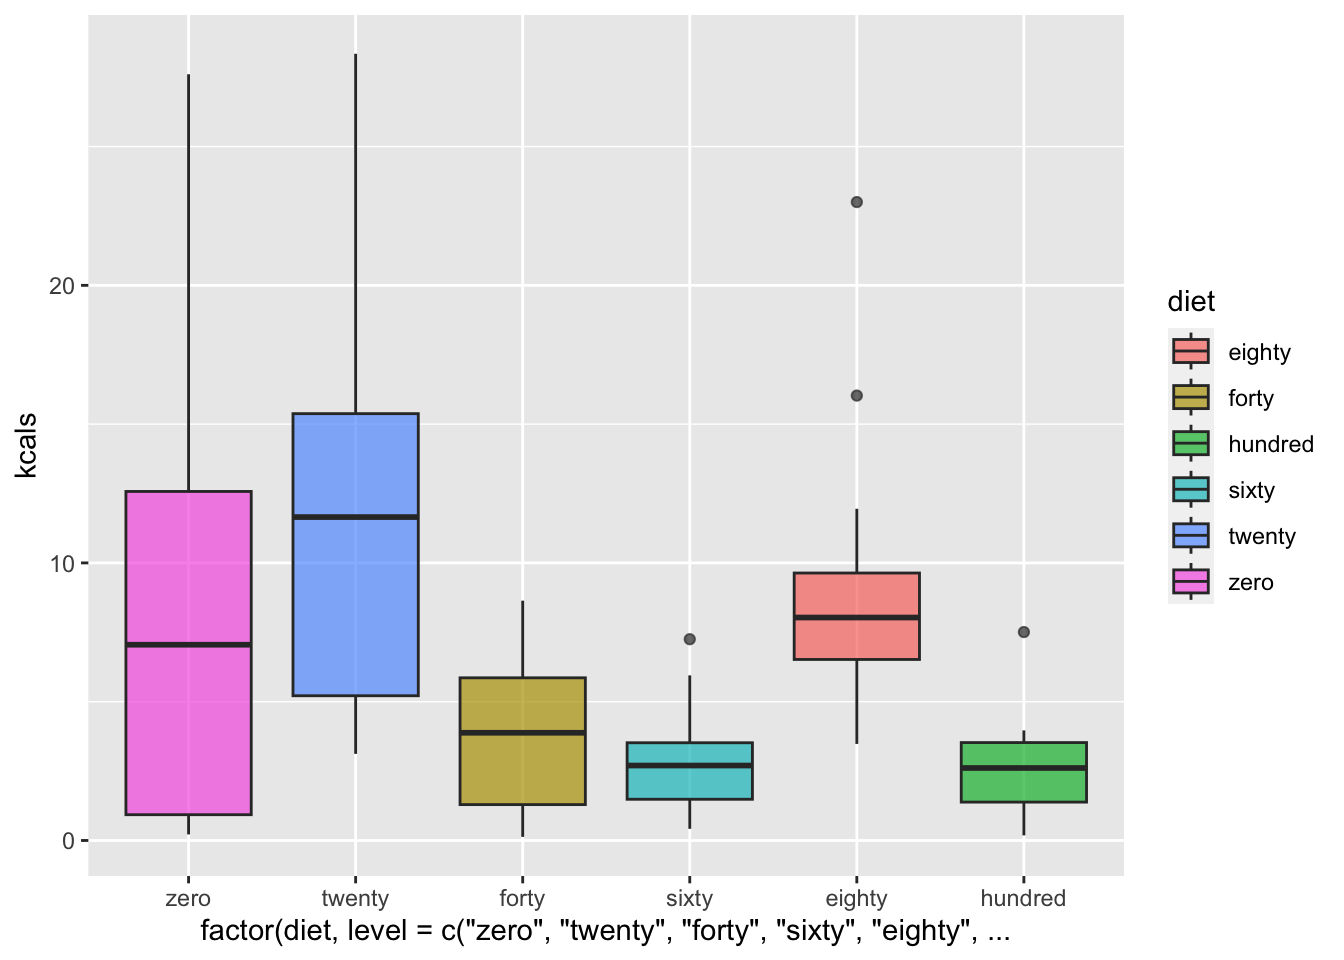 kcals
20
10
0
zero twenty forty sixty eighty hundred
factor(diet, level = c("zero", "twenty", "forty", "sixty", "eighty", ...
diet
eighty
forty
hundred
sixty
twenty
zero